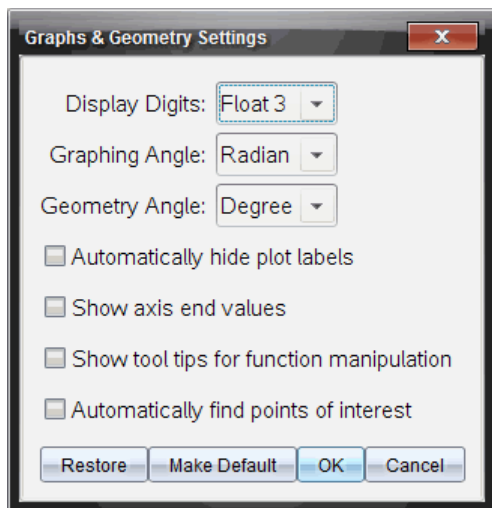 Graphs & Geometry Settings
Display Digits: Float 3
Graphing Angle: Radian
Geometry Angle: Degree
Automatically hide plot labels
Show axis end values
Show tool tips for function manipulation
Automatically find points of interest
Restore Make Default OK Cancel